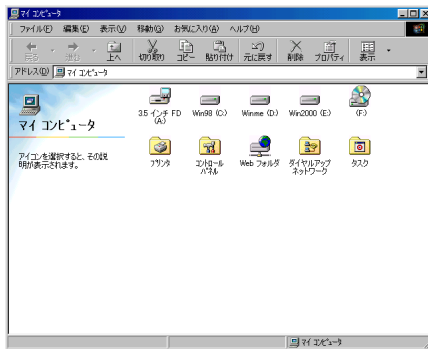 マイ コンピュータ
ファイル(F) 編集(E) 表示(V) 移動(G) お気に入り(A) ヘルプ(H)
戻る 進む 上へ 切り取り コピー 貼り付け 元に戻す 削除 プロパティ 表示
アドレス(D) マイ コンピュータ
マイ コンピュータ
アイコンを選択すると、その説
明が表示されます。
3.5 インチ FD
(A:)
Win98 (C:)
Winme (D:)
Win2000 (E:)
(F:)
プリンタ
コントロール
パネル
Web フォルダ
ダイヤルアップ
ネットワーク
タスク
マイ コンピュータ